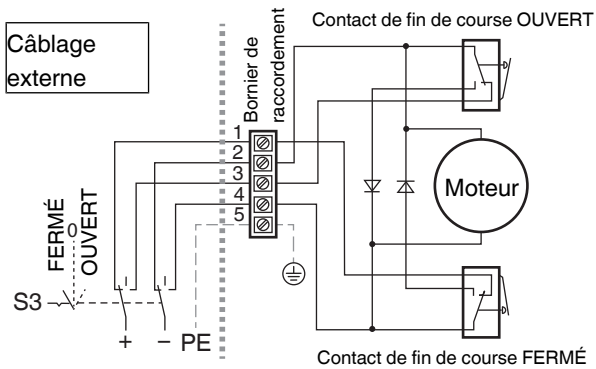 Câblage
externe
Contact de fin de course OUVERT
Bornier de
raccordement
1
2
3
4
5
Moteur
FERMÉ
0
OUVERT
S3
+
–
PE
Contact de fin de course FERMÉ